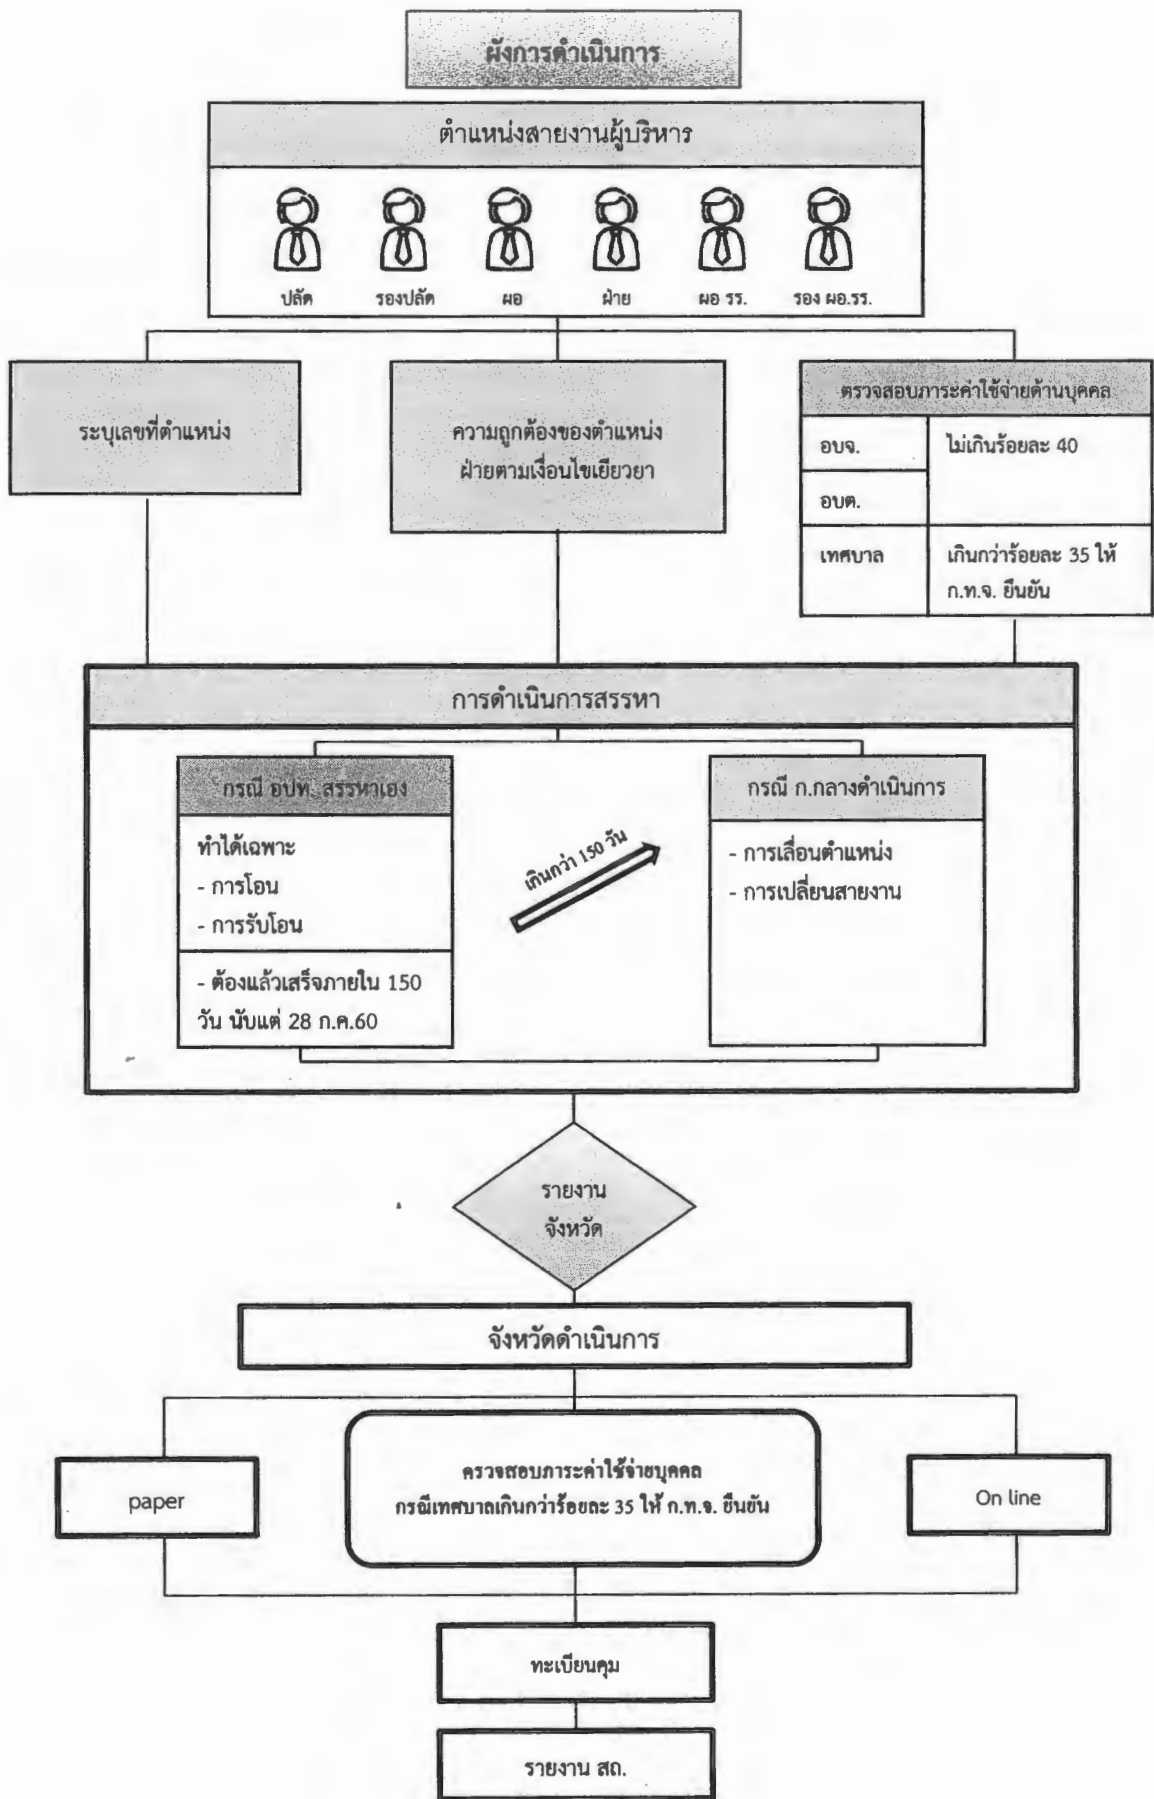 ผังการดำเนินการ
ตำแหน่งสายงานผู้บริหาร
ปลัด
รองปลัด
ผอ
ฝ่าย
ผอ รร.
รอง ผอ.รร.
ระบุเลขที่ตำแหน่ง
ความถูกต้องของตำแหน่ง
ฝ่ายตามเงื่อนไขเยียวยา
ตรวจสอบภาระค่าใช้จ่ายด้านบุคคล
อบจ.
ไม่เกินร้อยละ 40
อบต.
เทศบาล
เกินกว่าร้อยละ 35 ให้
ก.ท.จ. ยืนยัน
การดำเนินการสรรหา
กรณี อปท. สรรหาเอง
ทำได้เฉพาะ
- การโอน
- การรับโอน
- ต้องแล้วเสร็จภายใน 150
วัน นับแต่ 28 ก.ค.60
เกินกว่า 150 วัน
กรณี ก.กลางดำเนินการ
- การเลื่อนตำแหน่ง
- การเปลี่ยนสายงาน
รายงาน
จังหวัด
จังหวัดดำเนินการ
paper
ตรวจสอบภาระค่าใช้จ่ายบุคคล
กรณีเทศบาลเกินกว่าร้อยละ 35 ให้ ก.ท.จ. ยืนยัน
On line
ทะเบียนคุม
รายงาน สถ.